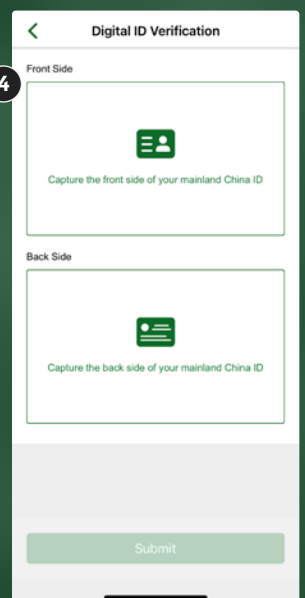 Digital ID Verification
Front Side
4
Capture the front side of your mainland China ID
Back Side
Capture the back side of your mainland China ID
Submit